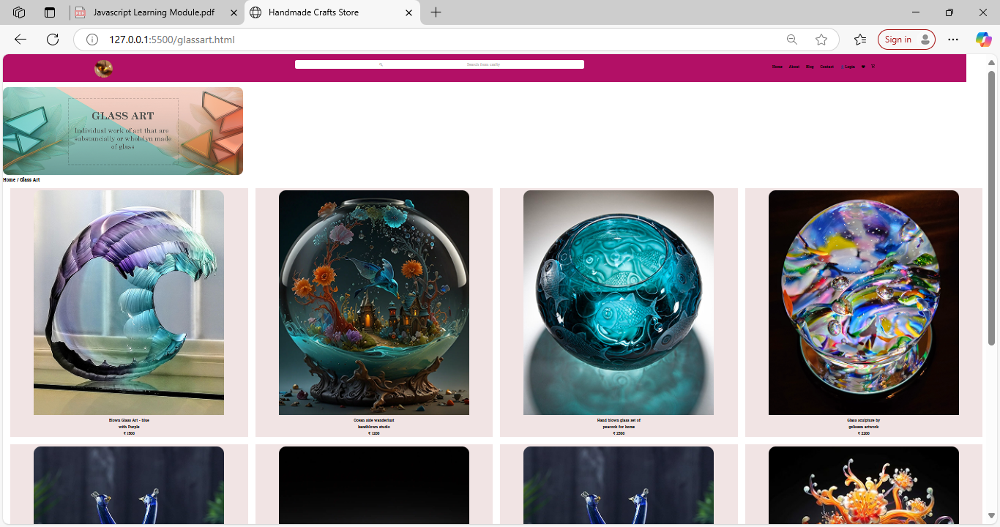 Javascript Learning Module.pdf
Handmade Crafts Store
127.0.0.1:5500/glassart.html
Sign in
Search from crafty
Home About Blog Contact Login
GLASS ART
Individual work of art that are
substancially or wholelyn made
of glass
Home / Glass Art
Blown Glass Art - blue
with Purple
₹ 1500
Ocean side wanderlust
handblown studio
₹ 1200
Hand blown glass set of
peacock for home
₹ 2500
Glass sculpture by
gelissen artwork
₹ 2200